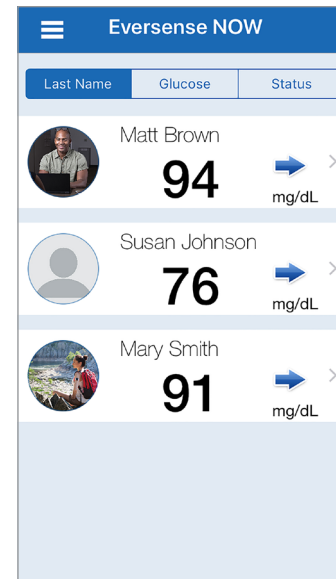 Eversense NOW
Last Name Glucose Status
Matt Brown
94
mg/dL
Susan Johnson
76
mg/dL
Mary Smith
91
mg/dL